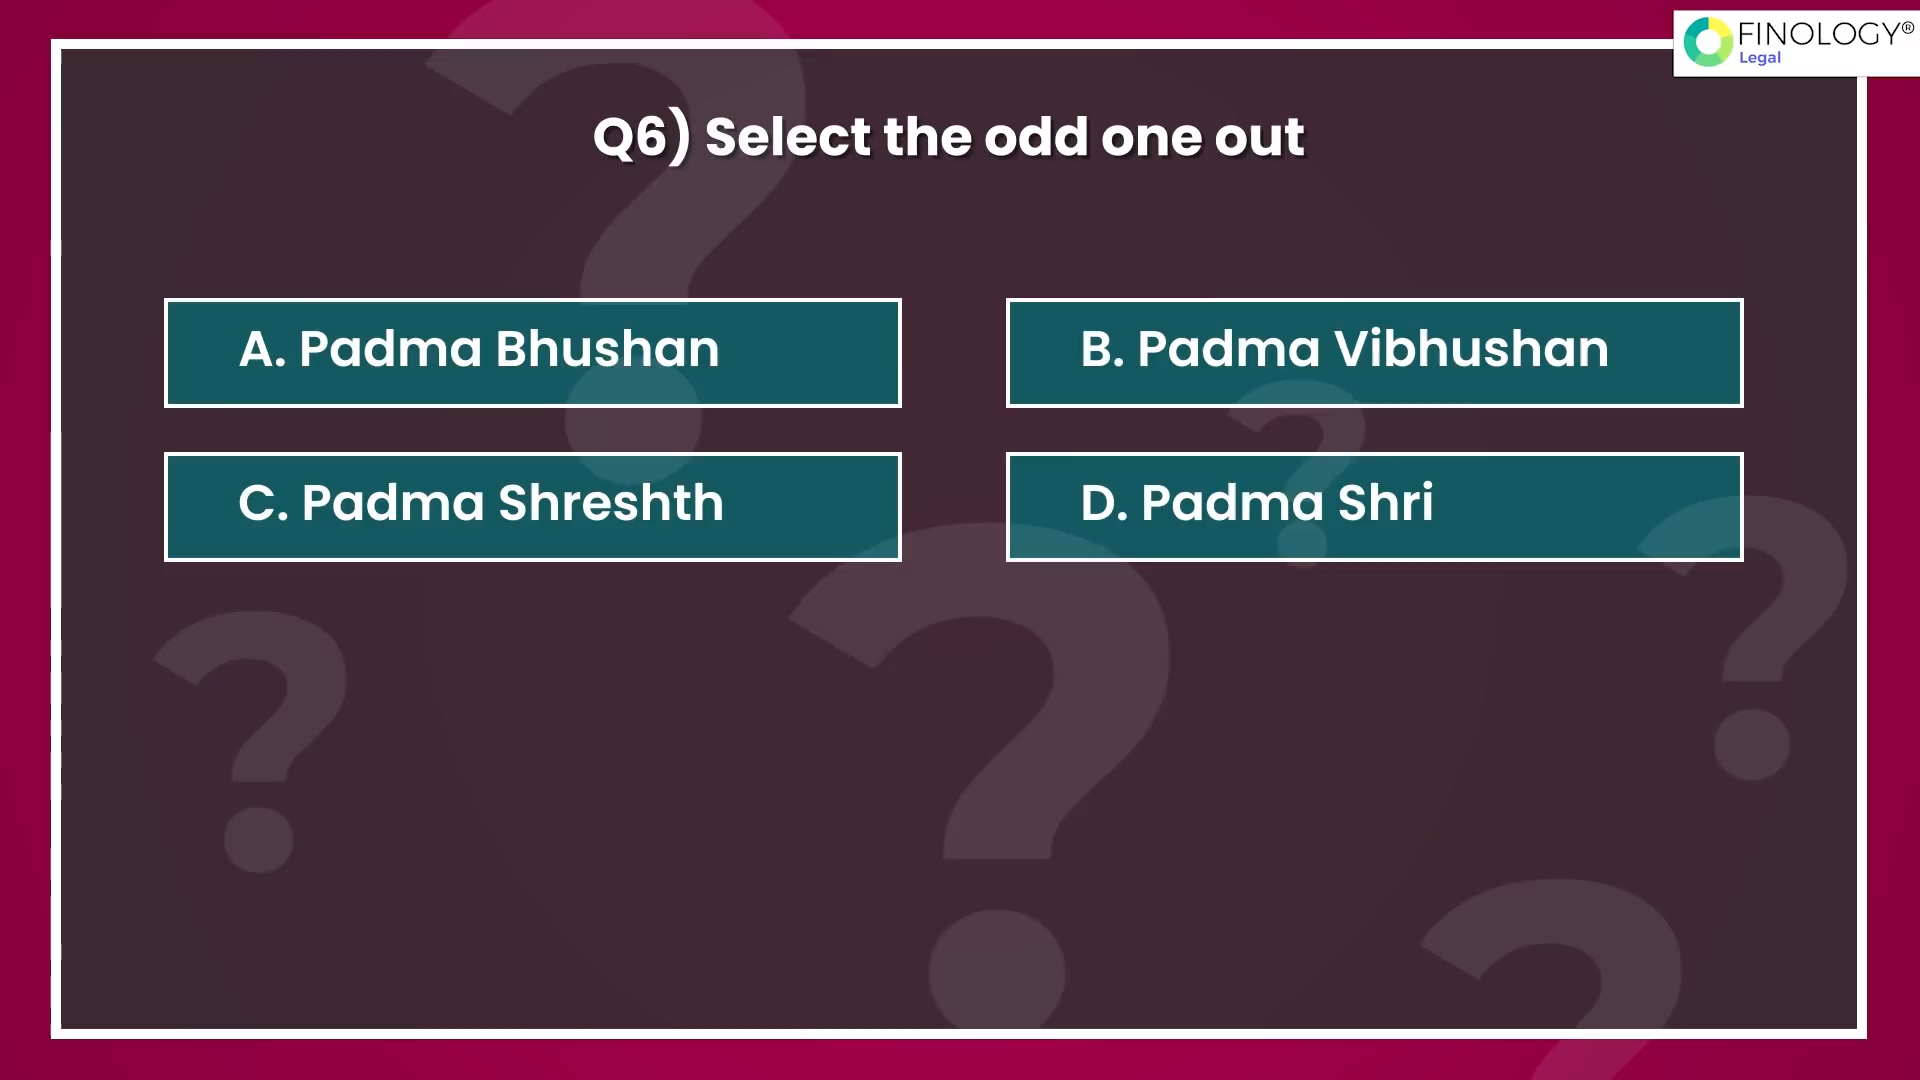 FINOLOGY®
Legal
Q6) Select the odd one out
A. Padma Bhushan
B. Padma Vibhushan
C. Padma Shreshth
D. Padma Shri